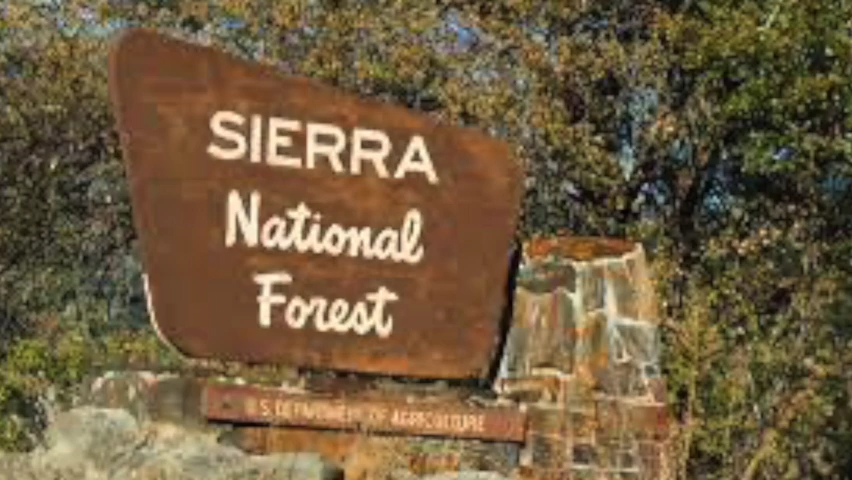 SIERRA
National
Forest
U.S. DEPARTMENT OF AGRICULTURE